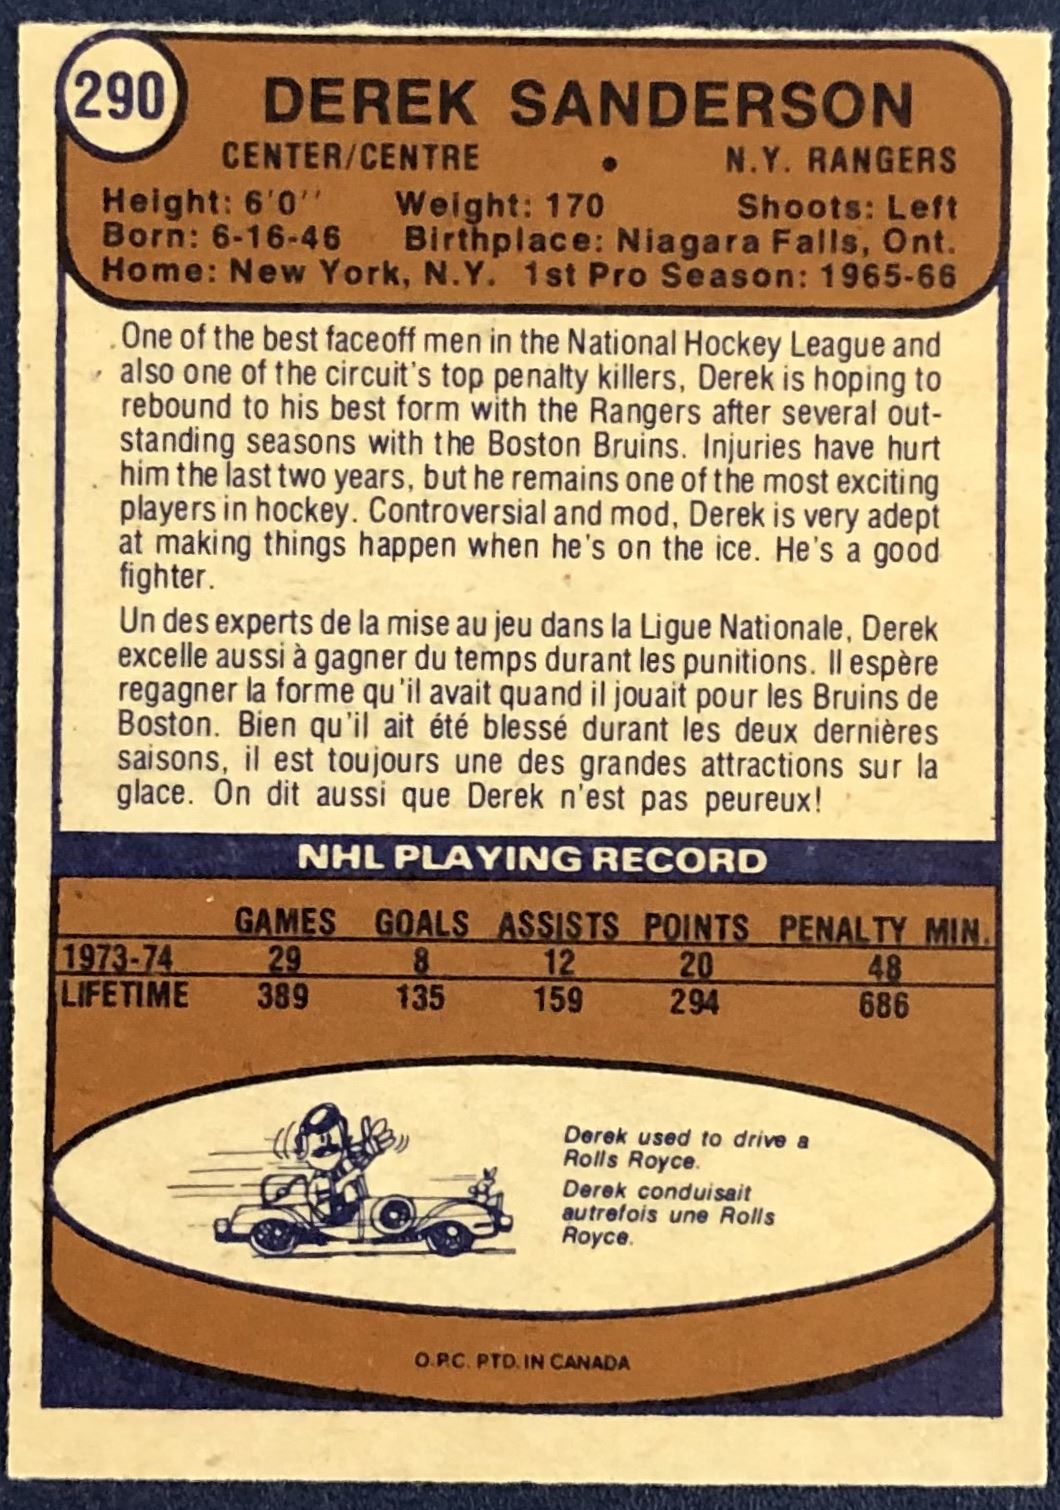 290
DEREK SANDERSON
CENTER/CENTRE • N.Y. RANGERS
Height: 6'0'' Weight: 170 Shoots: Left
Born: 6-16-46 Birthplace: Niagara Falls, Ont.
Home: New York, N.Y. 1st Pro Season: 1965-66
One of the best faceoff men in the National Hockey League and
also one of the circuit's top penalty killers, Derek is hoping to
rebound to his best form with the Rangers after several out-
standing seasons with the Boston Bruins. Injuries have hurt
him the last two years, but he remains one of the most exciting
players in hockey. Controversial and mod, Derek is very adept
at making things happen when he's on the ice. He's a good
fighter.
Un des experts de la mise au jeu dans la Ligue Nationale, Derek
excelle aussi à gagner du temps durant les punitions. Il espère
regagner la forme qu'il avait quand il jouait pour les Bruins de
Boston. Bien qu'il ait été blessé durant les deux dernières
saisons, il est toujours une des grandes attractions sur la
glace. On dit aussi que Derek n'est pas peureux!
NHL PLAYING RECORD
GAMES GOALS ASSISTS POINTS PENALTY MIN.
1973-74 29 8 12 20 48
LIFETIME 389 135 159 294 686
Derek used to drive a
Rolls Royce.
Derek conduisait
autrefois une Rolls
Royce.
O.P.C. PTD. IN CANADA